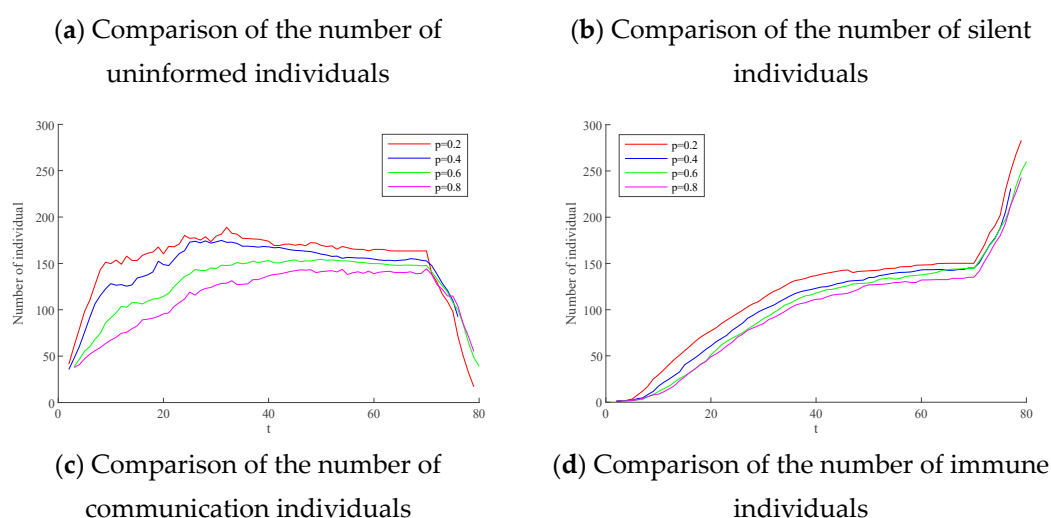 (a) Comparison of the number of
uninformed individuals
(b) Comparison of the number of silent
individuals
300
250
200
150
100
50
0
Number of individual
p=0.2
p=0.4
p=0.6
p=0.8
0
20
40
60
80
t
300
250
200
150
100
50
0
Number of individual
p=0.2
p=0.4
p=0.6
p=0.8
0
20
40
60
80
t
(c) Comparison of the number of
communication individuals
(d) Comparison of the number of immune
individuals